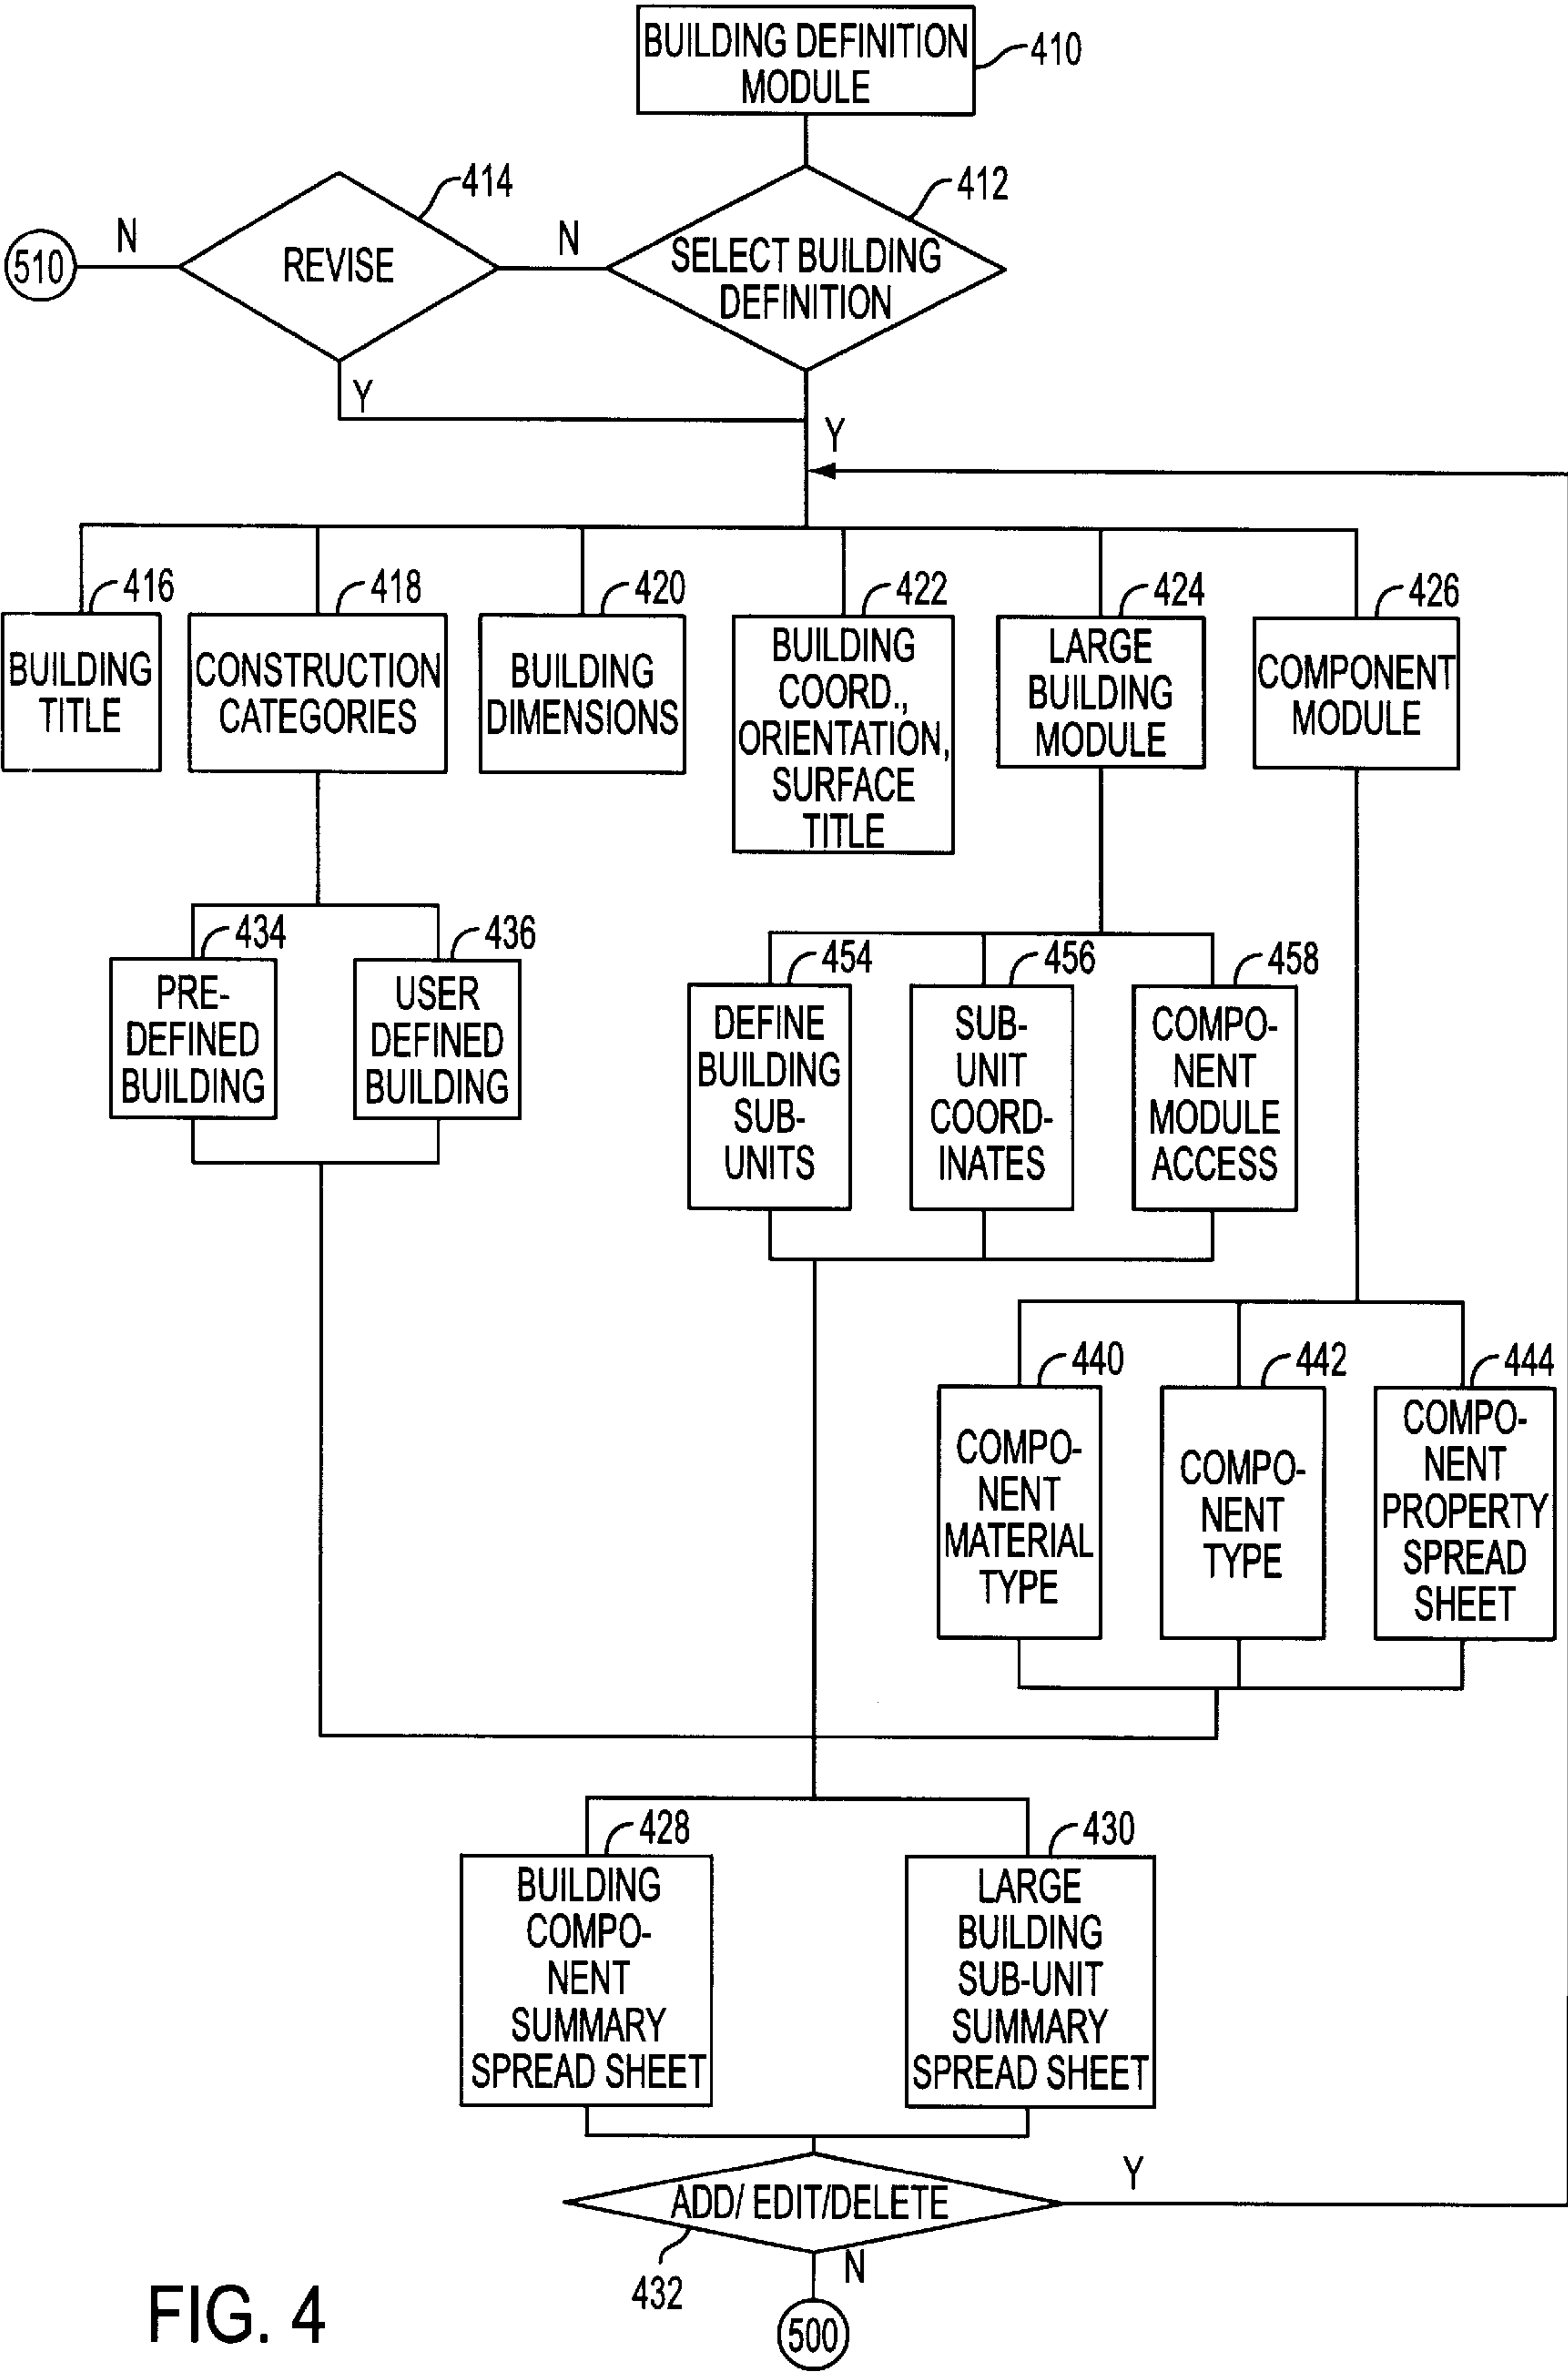 BUILDING DEFINITION
MODULE
410
414
412
N
N
510
REVISE
SELECT BUILDING
DEFINITION
Y
Y
416
418
420
422
424
426
BUILDING
TITLE
CONSTRUCTION
CATEGORIES
BUILDING
DIMENSIONS
BUILDING
COORD.,
ORIENTATION,
SURFACE
TITLE
LARGE
BUILDING
MODULE
COMPONENT
MODULE
434
436
PRE-
DEFINED
BUILDING
USER
DEFINED
BUILDING
454
456
458
DEFINE
BUILDING
SUB-
UNITS
SUB-
UNIT
COORD-
INATES
COMPO-
NENT
MODULE
ACCESS
440
442
444
COMPO-
NENT
MATERIAL
TYPE
COMPO-
NENT
TYPE
COMPO-
NENT
PROPERTY
SPREAD
SHEET
428
430
BUILDING
COMPO-
NENT
SUMMARY
SPREAD SHEET
LARGE
BUILDING
SUB-UNIT
SUMMARY
SPREAD SHEET
ADD/ EDIT/DELETE
Y
432
N
500
FIG. 4